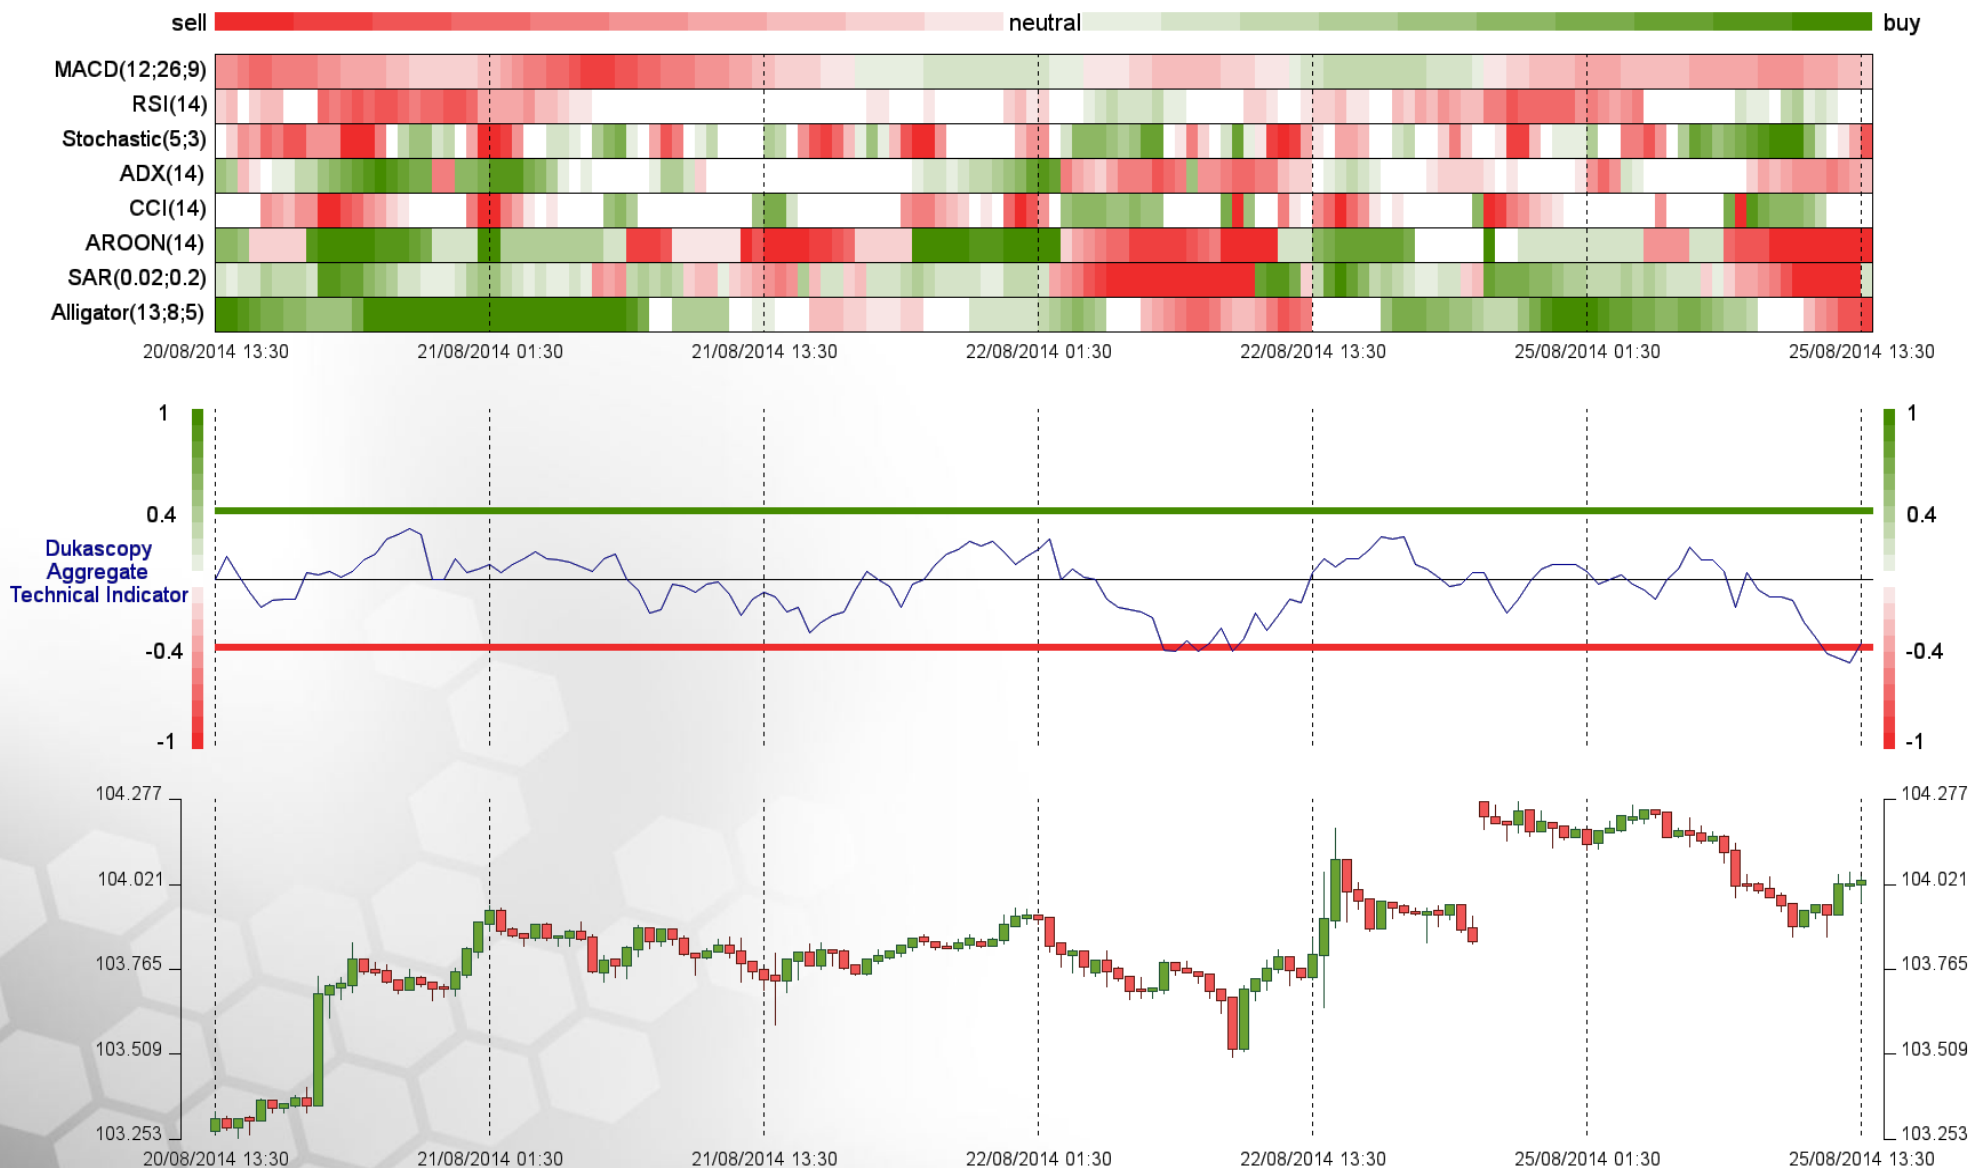 sell neutral buy
MACD(12;26;9)
RSI(14)
Stochastic(5;3)
ADX(14)
CCI(14)
AROON(14)
SAR(0.02;0.2)
Alligator(13;8;5)
20/08/2014 13:30 21/08/2014 01:30 21/08/2014 13:30 22/08/2014 01:30 22/08/2014 13:30 25/08/2014 01:30 25/08/2014 13:30
1 1
0.4 0.4
Dukascopy
Aggregate
Technical Indicator
-0.4 -0.4
-1 -1
104.277 104.277
104.021 104.021
103.765 103.765
103.509 103.509
103.253 103.253
20/08/2014 13:30 21/08/2014 01:30 21/08/2014 13:30 22/08/2014 01:30 22/08/2014 13:30 25/08/2014 01:30 25/08/2014 13:30